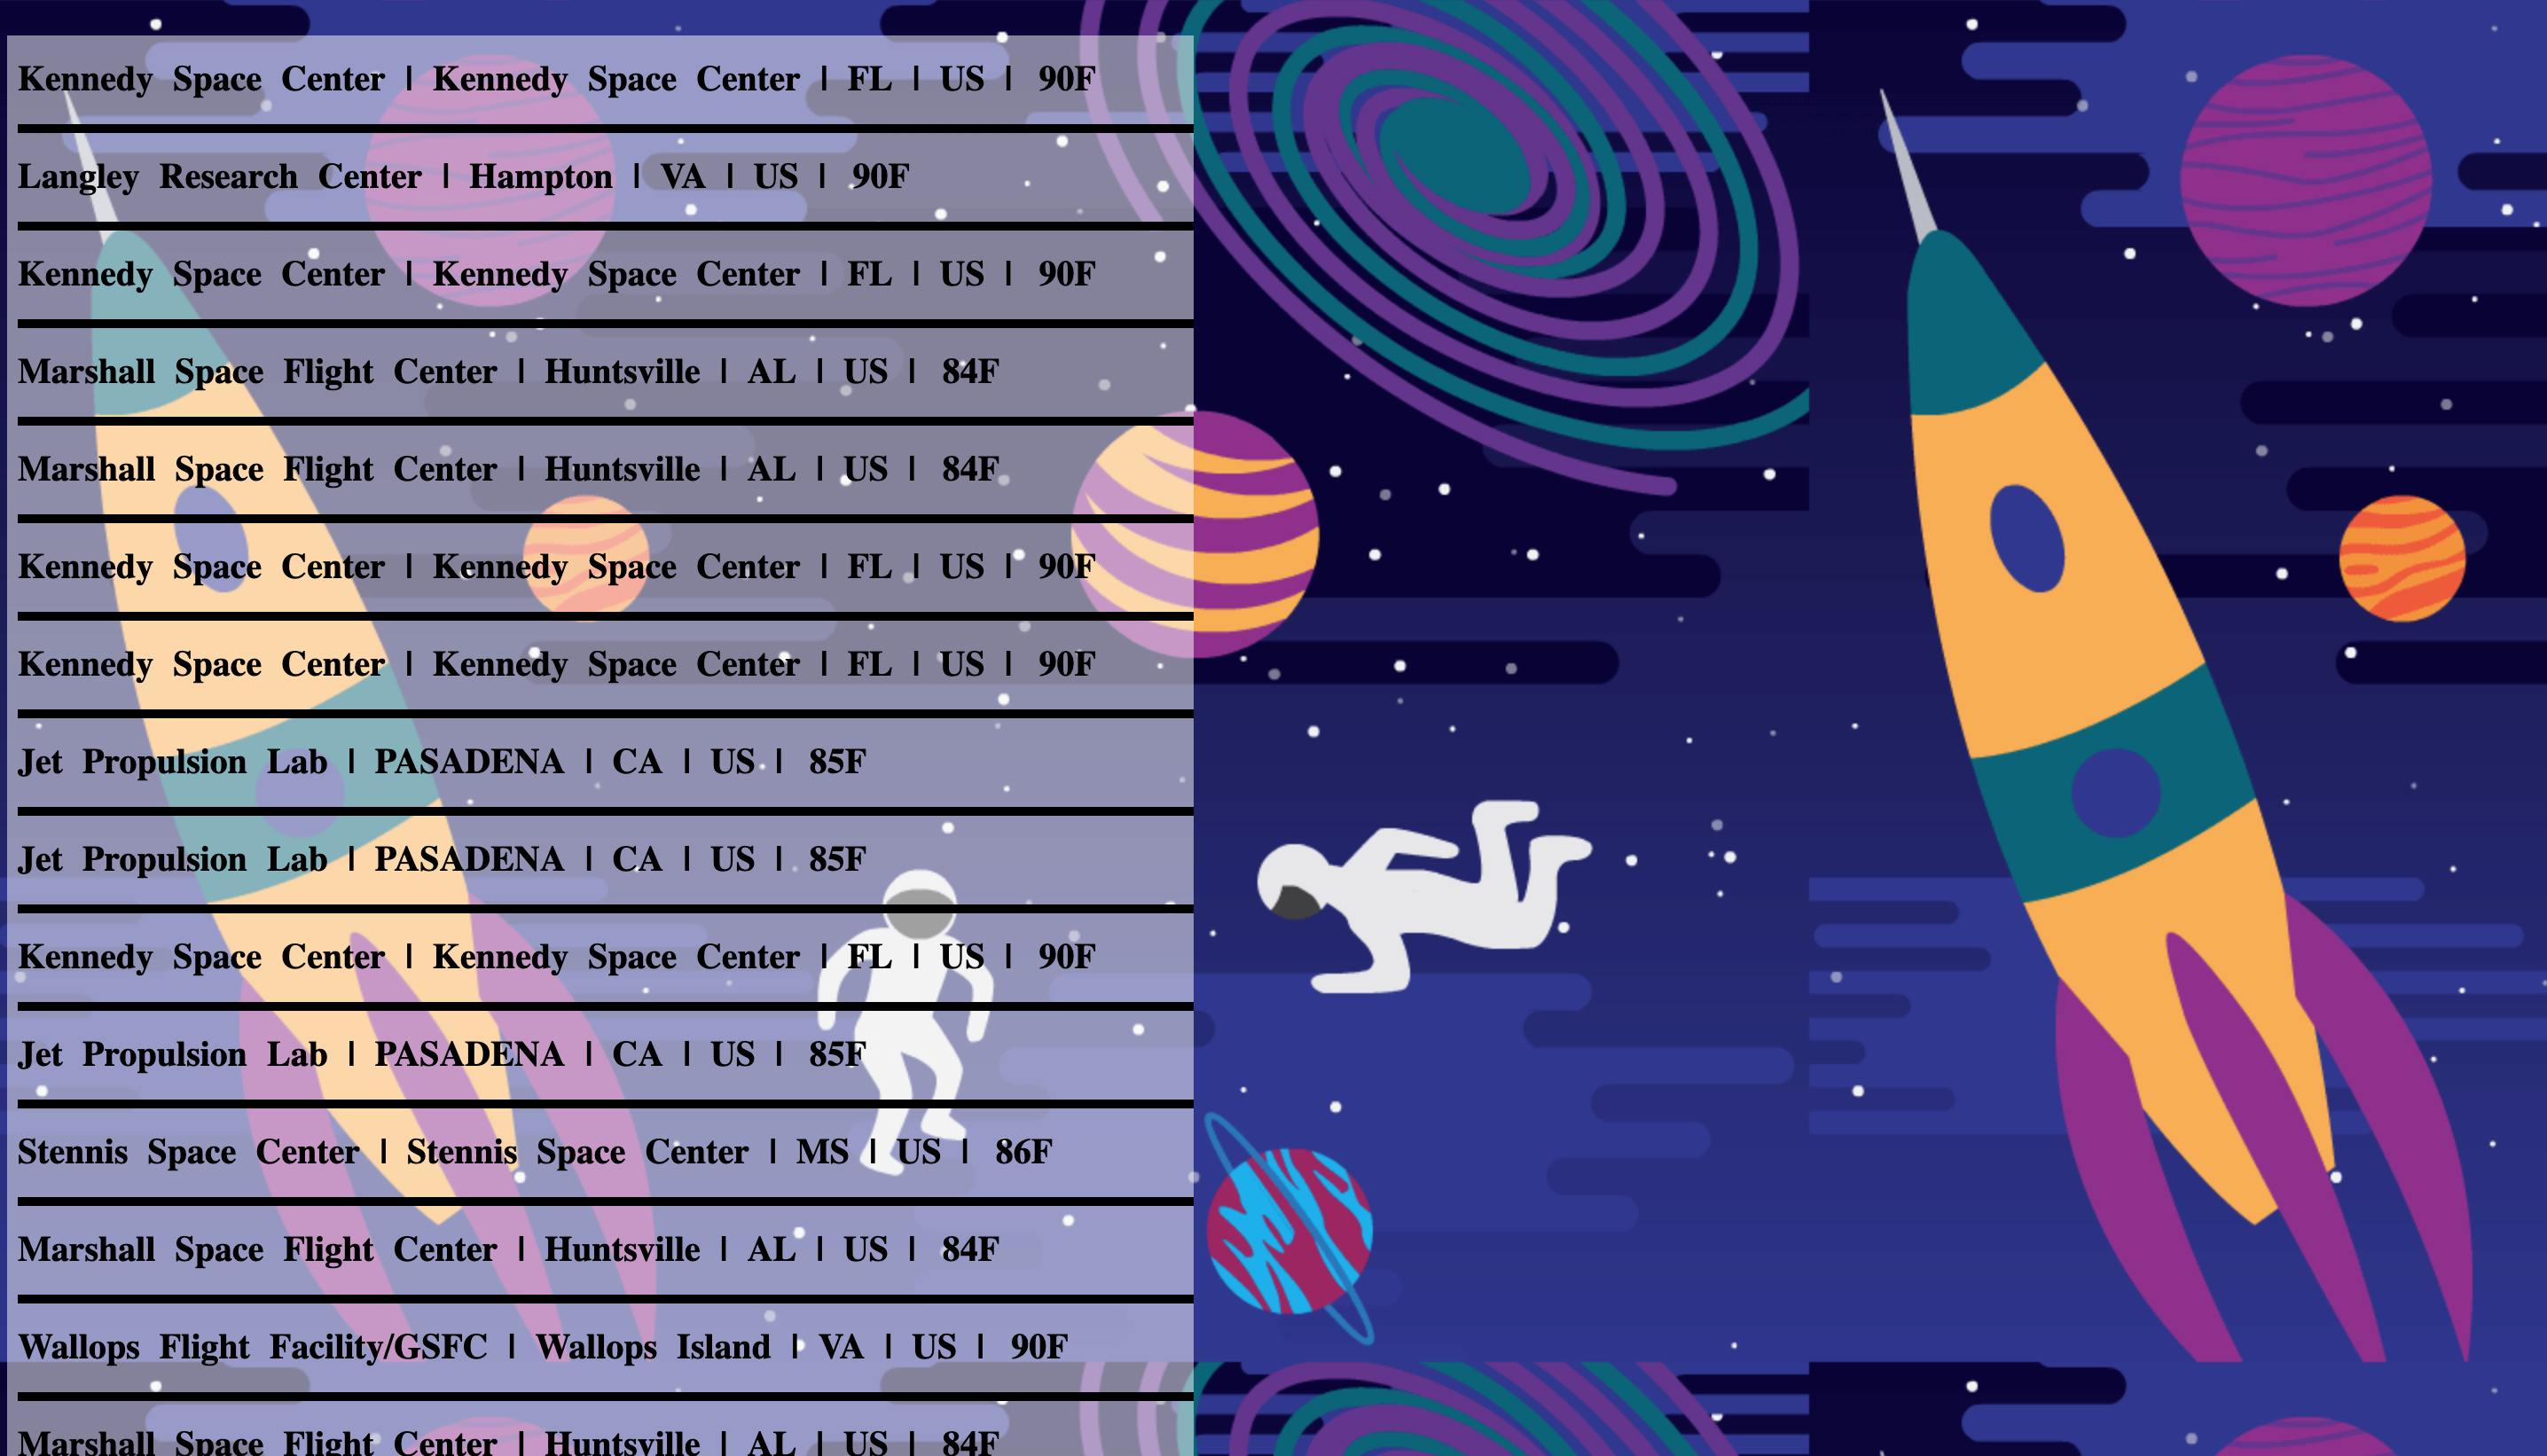 Kennedy Space Center | Kennedy Space Center | FL | US | 90F
Langley Research Center | Hampton | VA | US | 90F
Kennedy Space Center | Kennedy Space Center | FL | US | 90F
Marshall Space Flight Center | Huntsville | AL | US | 84F
Marshall Space Flight Center | Huntsville | AL | US | 84F
Kennedy Space Center | Kennedy Space Center | FL | US | 90F
Kennedy Space Center | Kennedy Space Center | FL | US | 90F
Jet Propulsion Lab | PASADENA | CA | US | 85F
Jet Propulsion Lab | PASADENA | CA | US | 85F
Kennedy Space Center | Kennedy Space Center | FL | US | 90F
Jet Propulsion Lab | PASADENA | CA | US | 85F
Stennis Space Center | Stennis Space Center | MS | US | 86F
Marshall Space Flight Center | Huntsville | AL | US | 84F
Wallops Flight Facility/GSFC | Wallops Island | VA | US | 90F
Marshall Space Flight Center | Huntsville | AL | US | 84F